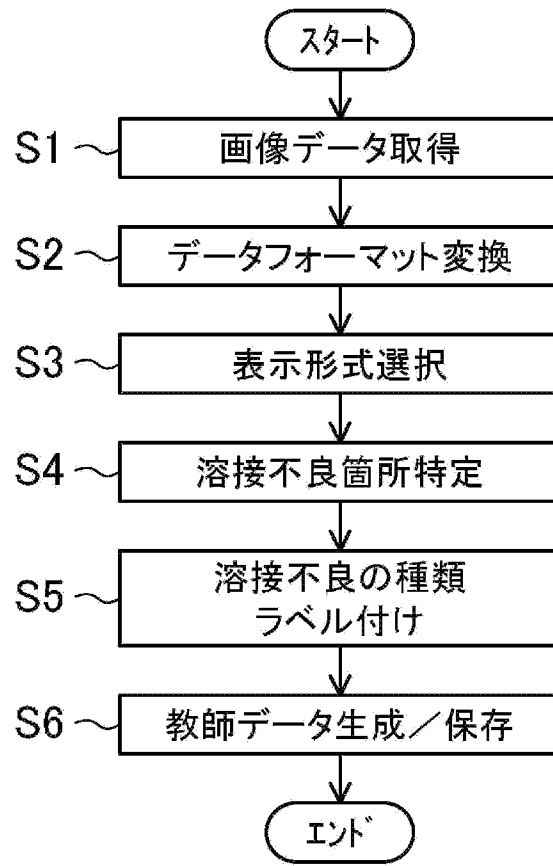 スタート
S1 画像データ取得
S2 データフォーマット変換
S3 表示形式選択
S4 溶接不良箇所特定
S5 溶接不良の種類
ラベル付け
S6 教師データ生成／保存
エンド